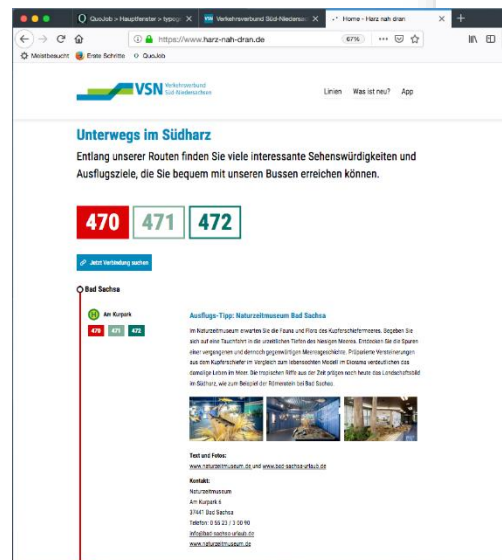 QuoJob > Hauptfenster > typogr
Verkehrsverbund Süd-Niedersac
Home - Harz nah dran
https://www.harz-nah-dran.de
67%
Meistbesucht
Erste Schritte
QuoJob
VSN Verkehrsverbund
Süd-Niedersachsen
Linien Was ist neu? App
Unterwegs im Südharz
Entlang unserer Routen finden Sie viele interessante Sehenswürdigkeiten und
Ausflugsziele, die Sie bequem mit unseren Bussen erreichen können.
470 471 472
Jetzt Verbindung suchen
Bad Sachsa
H Am Kurpark
470 471 472
Ausflugs-Tipp: Naturzeitmuseum Bad Sachsa
Im Naturzeitmuseum erwarten Sie die Fauna und Flora des Kupferschiefermeeres. Begeben Sie
sich auf eine Tauchfahrt in die urzeitlichen Tiefen des hiesigen Meeres. Entdecken Sie die Spuren
einer vergangenen und dennoch gegenwärtigen Meeresgeschichte. Präparierte Versteinerungen
aus dem Kupferschiefer im Vergleich zum lebensechten Modell im Diorama verdeutlichen das
damalige Leben im Meer. Die tropischen Riffe aus der Zeit prägen noch heute das Landschaftsbild
im Südharz, wie zum Beispiel der Römerstein bei Bad Sachsa.
Text und Fotos:
www.naturzeitmuseum.de und www.bad-sachsa-urlaub.de
Kontakt:
Naturzeitmuseum
Am Kurpark 6
37441 Bad Sachsa
Telefon: 0 55 23 / 3 00 90
info@bad-sachsa-urlaub.de
www.naturzeitmuseum.de